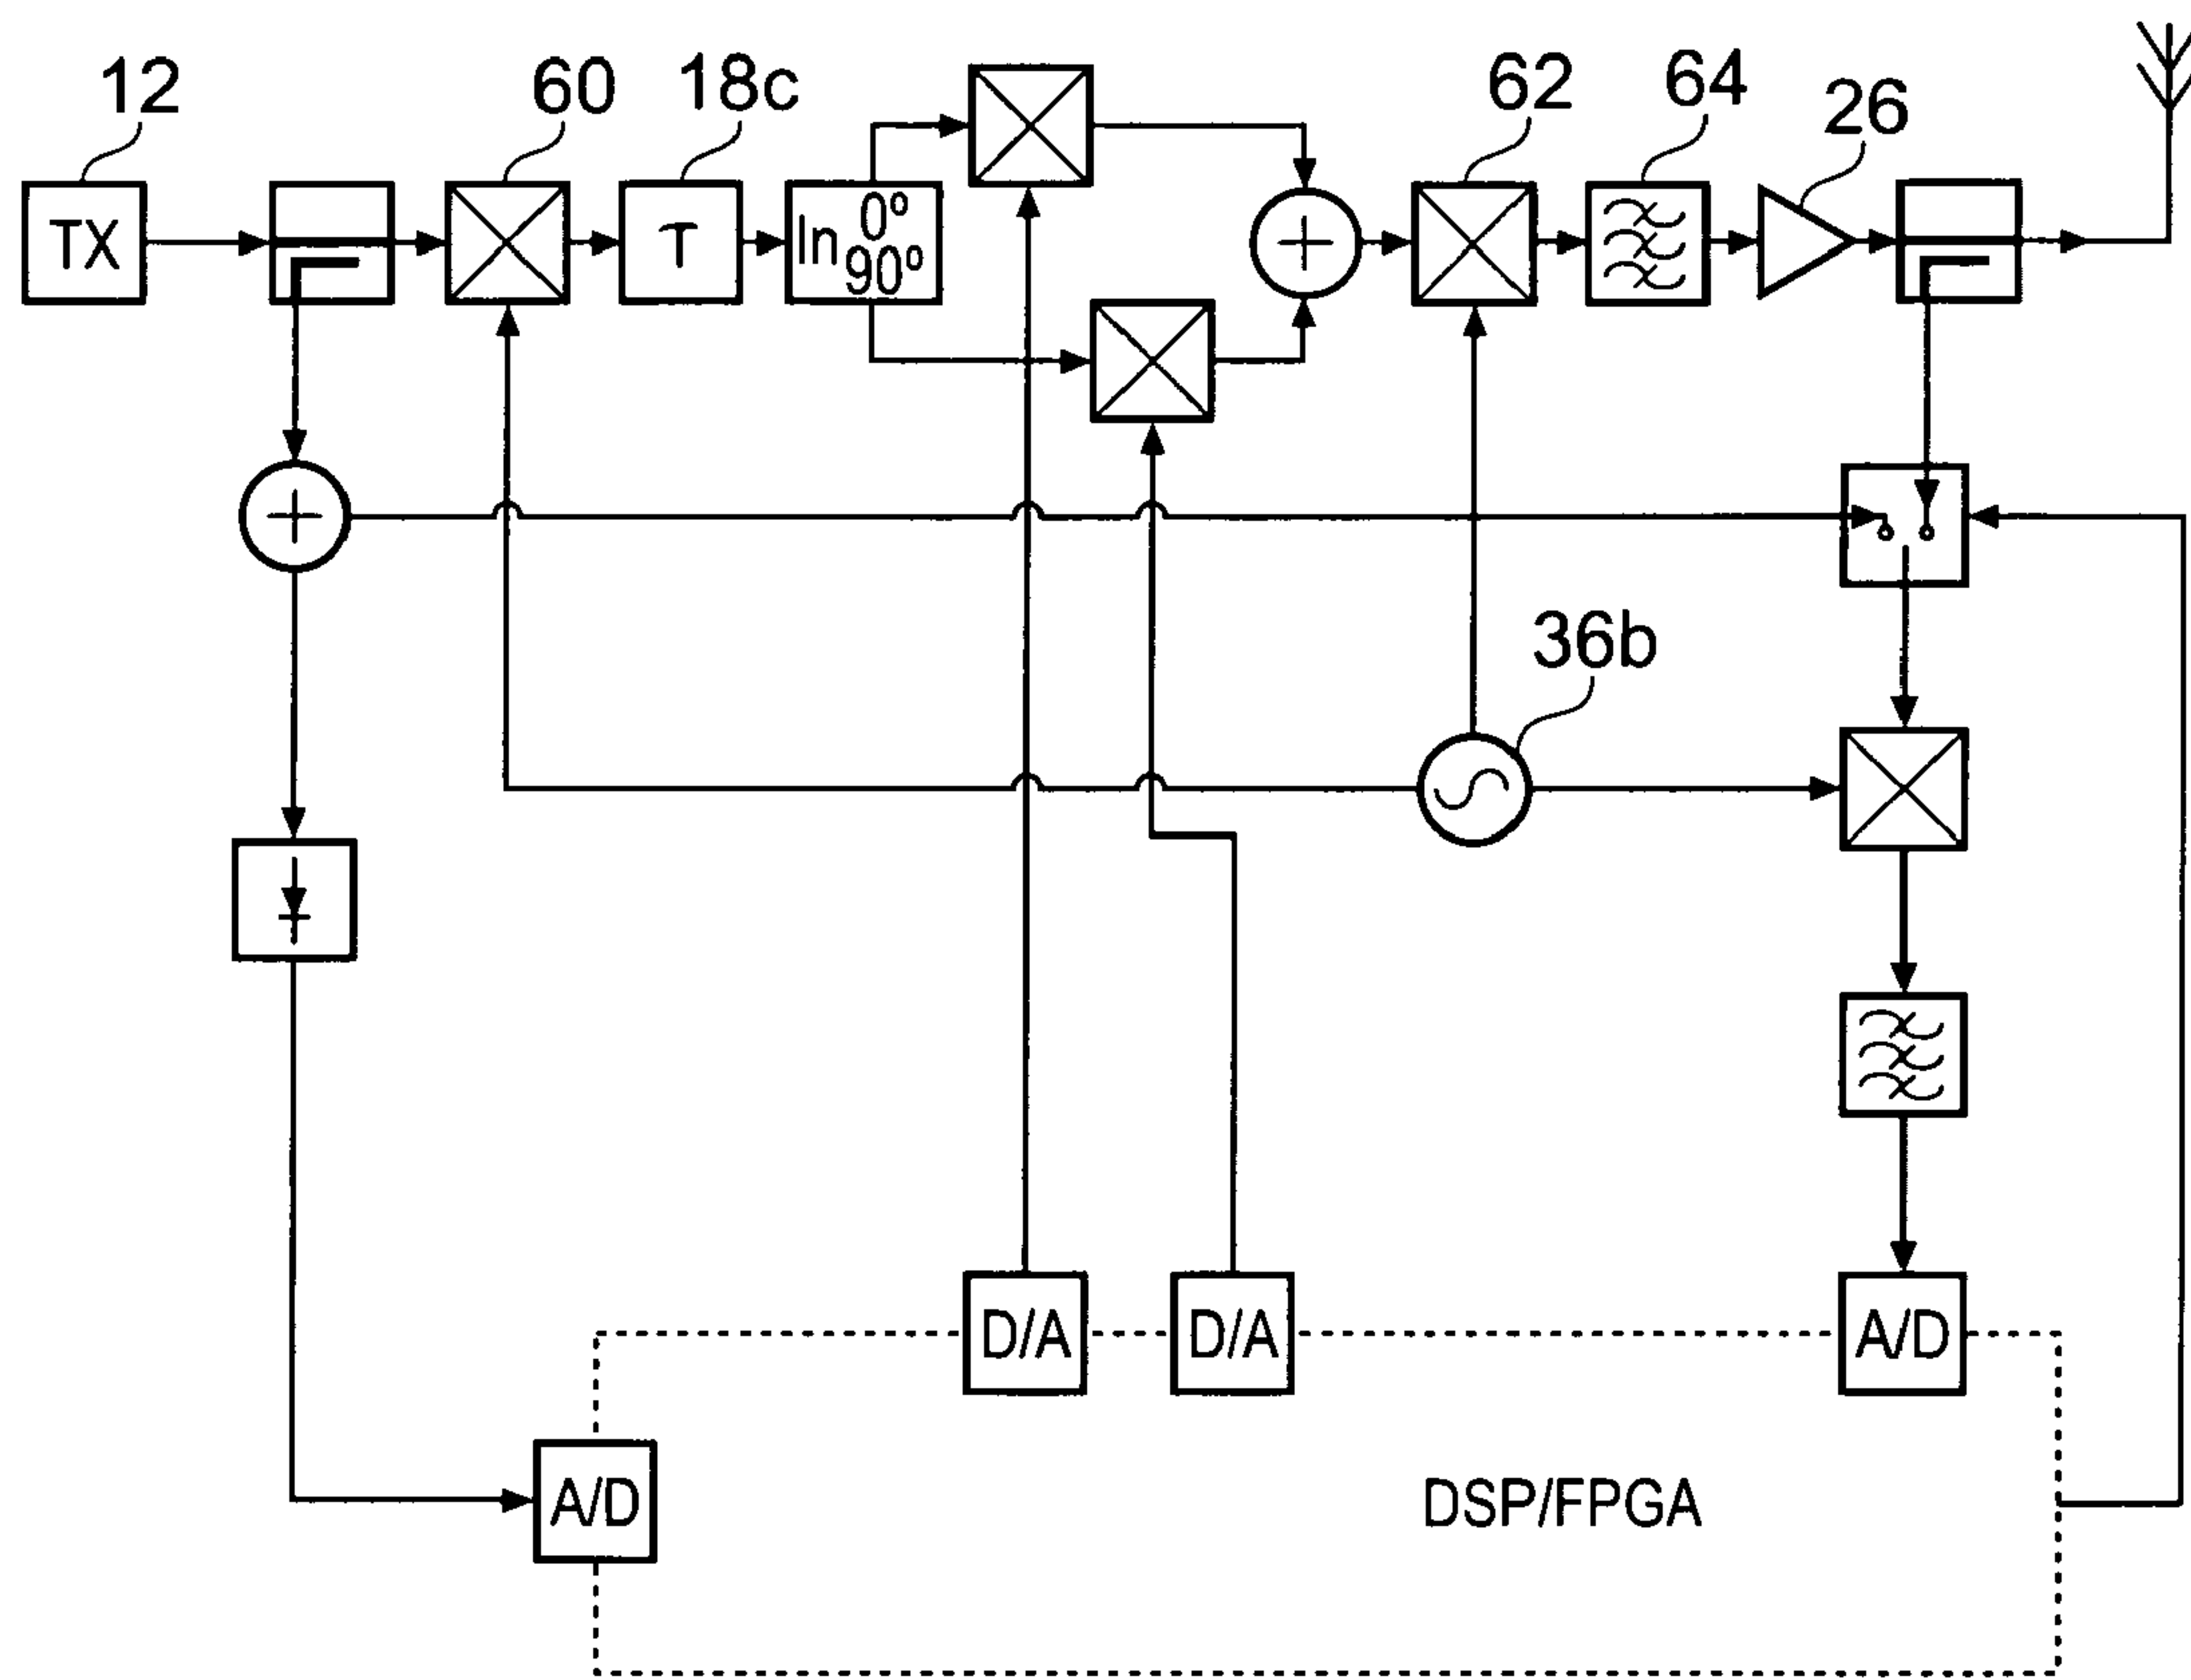 12
60
18c
62
64
26
TX
T
In
0°
90°
36b
D/A
D/A
A/D
A/D
DSP/FPGA